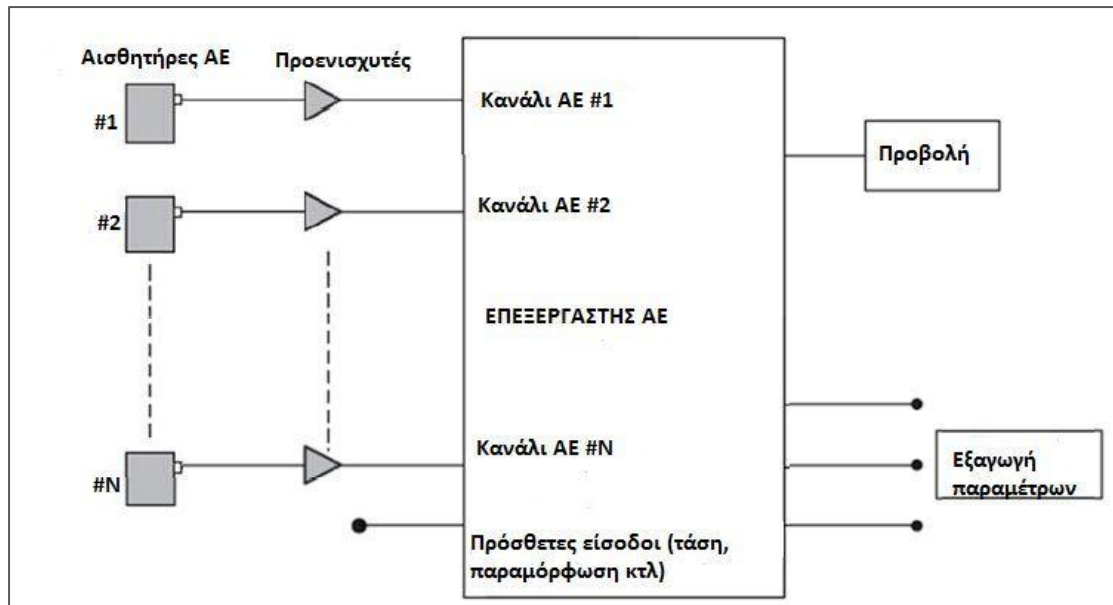 Αισθητήρες ΑΕ
Προενισχυτές
#1
Κανάλι ΑΕ #1
Προβολή
#2
Κανάλι ΑΕ #2
ΕΠΕΞΕΡΓΑΣΤΗΣ ΑΕ
#N
Κανάλι ΑΕ #N
Εξαγωγή
παραμέτρων
Πρόσθετες είσοδοι (τάση,
παραμόρφωση κτλ)